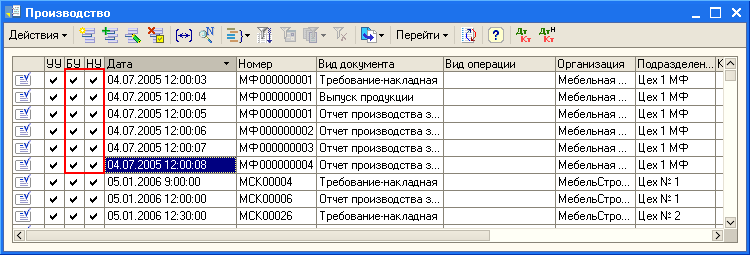 Производство
Действия Перейти ? Дт Кт Дт Н Кт
УУ БУ НУ Дата Номер Вид документа Вид операции Организация Подразделен... К
04.07.2005 12:00:03 МФ000000001 Требование-накладная Мебельная ... Цех 1 МФ
04.07.2005 12:00:04 МФ000000001 Выпуск продукции Мебельная ... Цех 1 МФ
04.07.2005 12:00:05 МФ000000001 Отчет производства з... Мебельная ... Цех 1 МФ
04.07.2005 12:00:06 МФ000000002 Отчет производства з... Мебельная ... Цех 1 МФ
04.07.2005 12:00:07 МФ000000003 Отчет производства з... Мебельная ... Цех 1 МФ
04.07.2005 12:00:08 МФ000000004 Отчет производства з... Мебельная ... Цех 1 МФ
05.01.2006 9:00:00 МСК00004 Требование-накладная МебельСтро... Цех № 1
05.01.2006 12:00:00 МСК00006 Отчет производства з... МебельСтро... Цех № 1
05.01.2006 12:30:00 МСК00026 Требование-накладная МебельСтро... Цех № 2